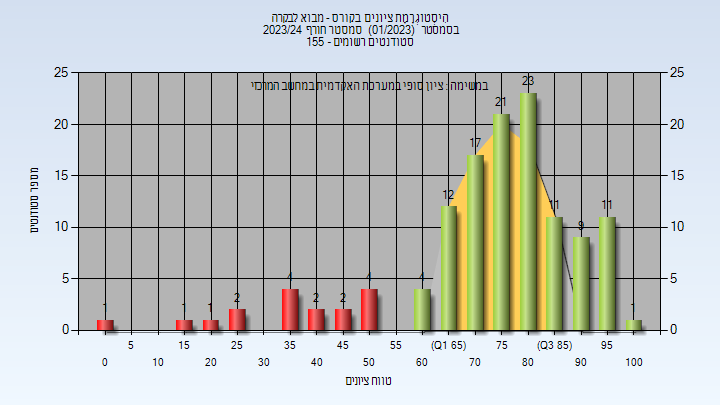 הִיסְטוֹגְרָמַת ציונים בקורס - מבוא לבקרה
בסמסטר (01/2023) סמסטר חורף 2023/24
סטודנטים רשומים - 155
במשימה : ציון סופי במערכת האקדמית במחשב המרכזי
25 25
20 20
15 15
10 10
5 5
0 0
מספר סטודנטים
1 1 1 2 4 2 2 4 4 12 17 21 23 11 9 11 1
5 15 25 35 45 55 (Q1 65) 75 (Q3 85) 95
0 10 20 30 40 50 60 70 80 90 100
טווח ציונים